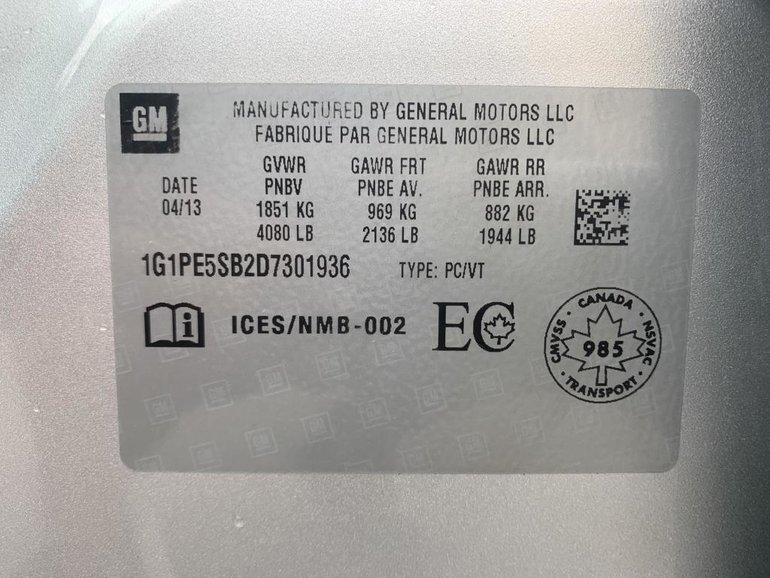 GM
MANUFACTURED BY GENERAL MOTORS LLC
FABRIQUE PAR GENERAL MOTORS LLC
GVWR GAWR FRT GAWR RR
DATE PNBV PNBE AV. PNBE ARR.
04/13 1851 KG 969 KG 882 KG
4080 LB 2136 LB 1944 LB
1G1PE5SB2D7301936 TYPE: PC/VT
i ICES/NMB-002 EC
CANADA
CMVSS 985 NSVAC
TRANSPORT